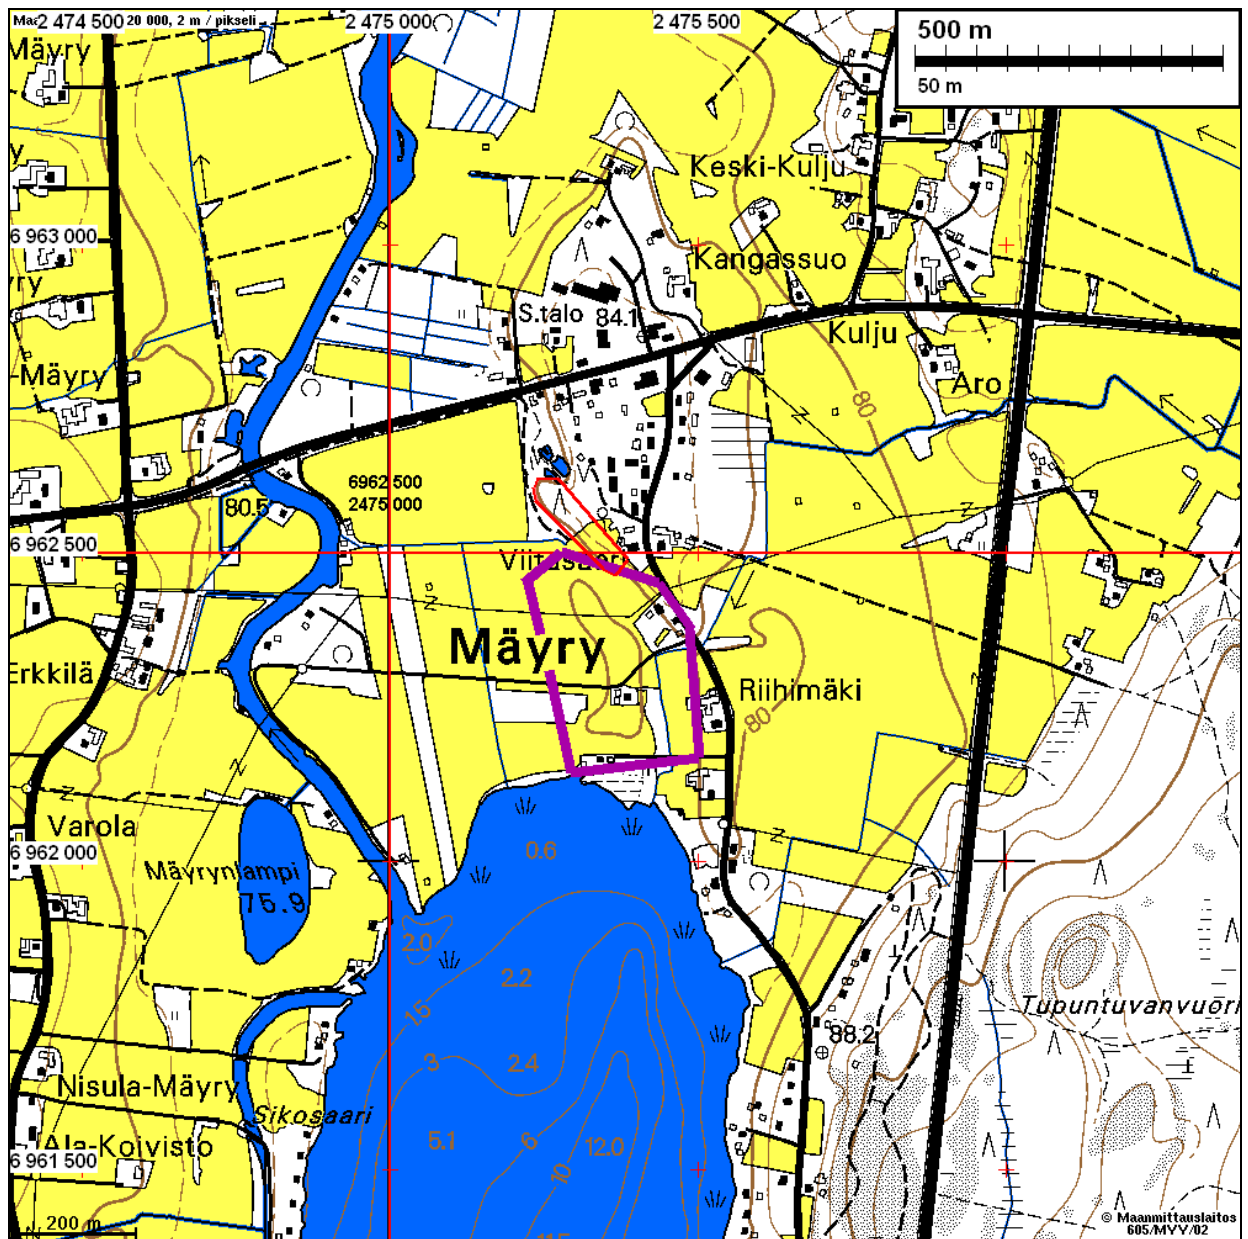 20 000, 2 m / pikseli
2 474 500
2 475 000
2 475 500
500 m
50 m
Mäyry
y
Keski-Kulju
6 963 000
Kangassuo
yry
S.talo
84.1
Kulju
-Mäyry
Aro
80
6962 500
2475 000
80.5
6 962 500
Viitasaari
Mäyry
Erkkilä
Riihimäki
80
Varola
6 962 000
0.6
Mäyrynlampi
75.9
2.0
2.2
1.5
Tupuntuvanvuori
88.2
3
2.4
Nisula-Mäyry
Sikosaari
5.1
6
12.0
Ala-Koivisto
6 961 500
10
200 m
© Maanmittauslaitos
605/MYY/02